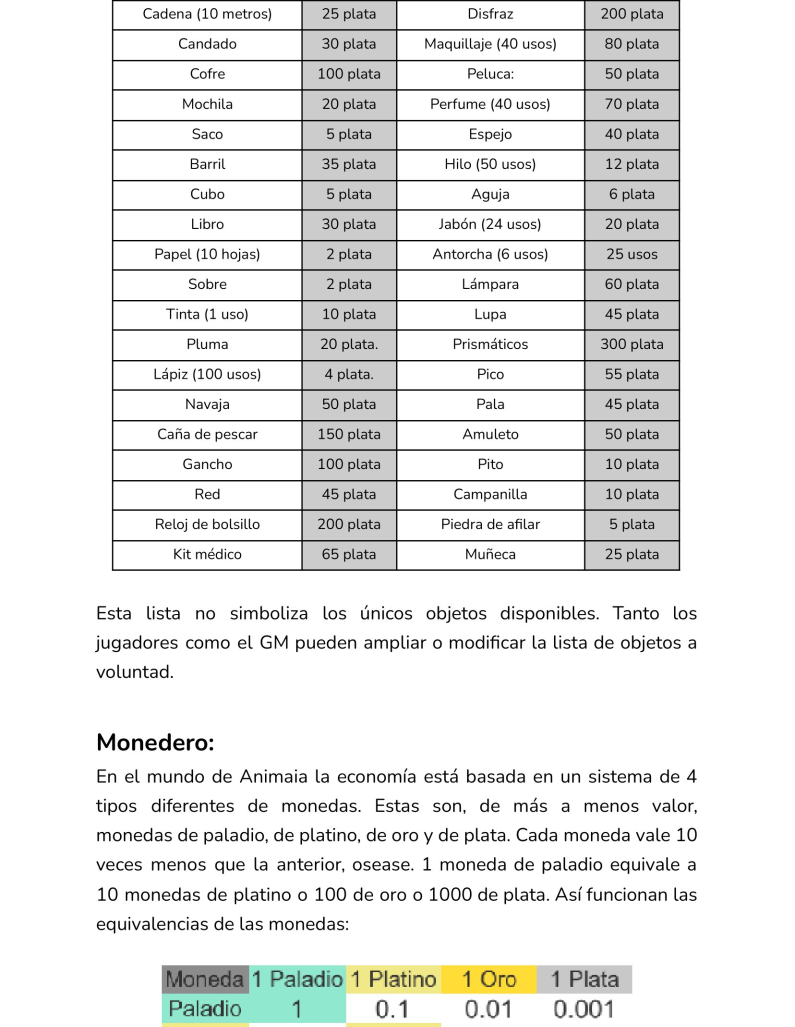 Cadena (10 metros) 25 plata Disfraz 200 plata
Candado 30 plata Maquillaje (40 usos) 80 plata
Cofre 100 plata Peluca: 50 plata
Mochila 20 plata Perfume (40 usos) 70 plata
Saco 5 plata Espejo 40 plata
Barril 35 plata Hilo (50 usos) 12 plata
Cubo 5 plata Aguja 6 plata
Libro 30 plata Jabón (24 usos) 20 plata
Papel (10 hojas) 2 plata Antorcha (6 usos) 25 usos
Sobre 2 plata Lámpara 60 plata
Tinta (1 uso) 10 plata Lupa 45 plata
Pluma 20 plata. Prismáticos 300 plata
Lápiz (100 usos) 4 plata. Pico 55 plata
Navaja 50 plata Pala 45 plata
Caña de pescar 150 plata Amuleto 50 plata
Gancho 100 plata Pito 10 plata
Red 45 plata Campanilla 10 plata
Reloj de bolsillo 200 plata Piedra de afilar 5 plata
Kit médico 65 plata Muñeca 25 plata
Esta lista no simboliza los únicos objetos disponibles. Tanto los
jugadores como el GM pueden ampliar o modificar la lista de objetos a
voluntad.
Monedero:
En el mundo de Animaia la economía está basada en un sistema de 4
tipos diferentes de monedas. Estas son, de más a menos valor,
monedas de paladio, de platino, de oro y de plata. Cada moneda vale 10
veces menos que la anterior, osease. 1 moneda de paladio equivale a
10 monedas de platino o 100 de oro o 1000 de plata. Así funcionan las
equivalencias de las monedas:
Moneda 1 Paladio 1 Platino 1 Oro 1 Plata
Paladio 1 0.1 0.01 0.001